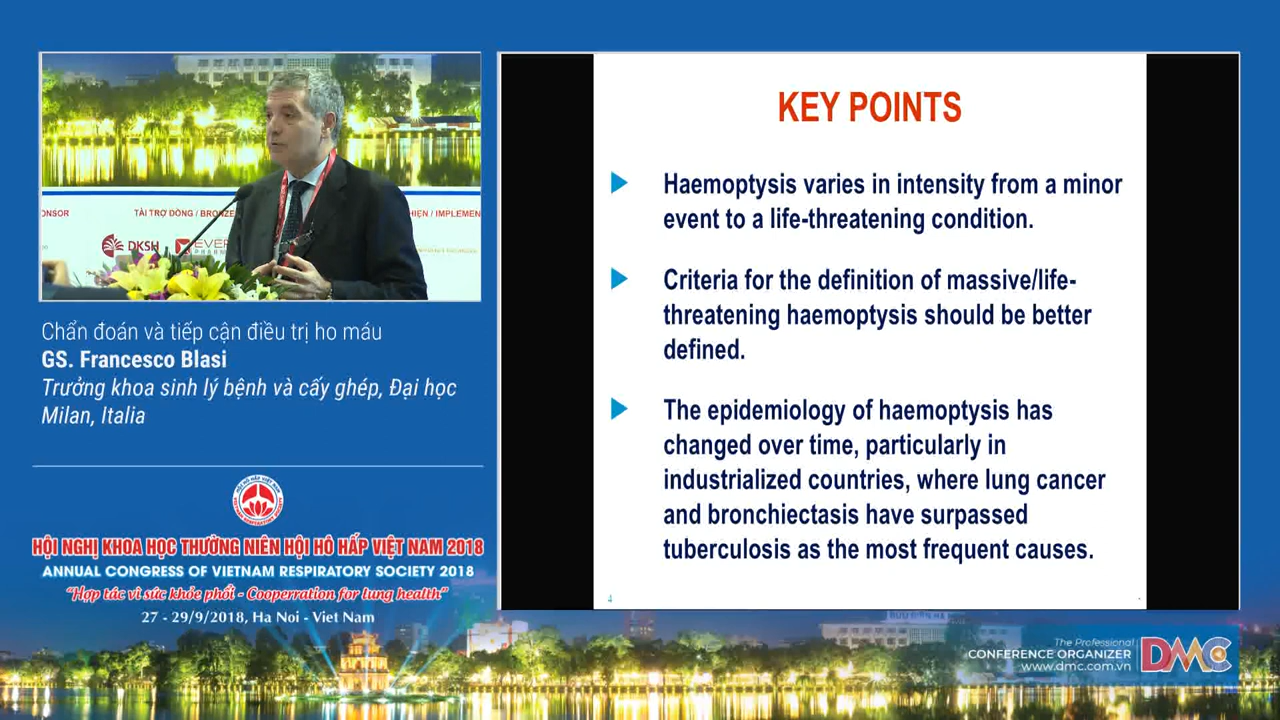 ONSOR
TÀI TRỢ ĐỒNG / BRONZE
HIỆN / IMPLEMEN
DKSH
EVER
Chẩn đoán và tiếp cận điều trị ho máu
GS. Francesco Blasi
Trưởng khoa sinh lý bệnh và cấy ghép, Đại học
Milan, Italia
HỘI NGHỊ KHOA HỌC THƯỜNG NIÊN HỘI HÔ HẤP VIỆT NAM 2018
ANNUAL CONGRESS OF VIETNAM RESPIRATORY SOCIETY 2018
"Hợp tác vì sức khỏe phổi - Cooperration for lung health"
27 - 29/9/2018, Ha Noi - Viet Nam
KEY POINTS
Haemoptysis varies in intensity from a minor
event to a life-threatening condition.
Criteria for the definition of massive/life-
threatening haemoptysis should be better
defined.
The epidemiology of haemoptysis has
changed over time, particularly in
industrialized countries, where lung cancer
and bronchiectasis have surpassed
tuberculosis as the most frequent causes.
4
The Professional
CONFERENCE ORGANIZER
www.dmc.com.vn
DMC